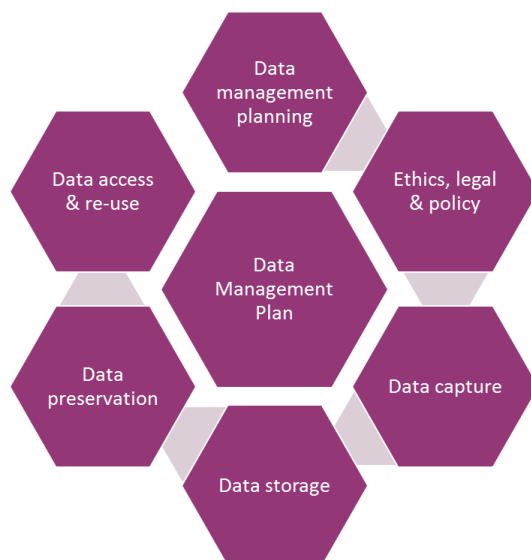 Data
management
planning
Ethics, legal
& policy
Data access
& re-use
Data
Management
Plan
Data capture
Data
preservation
Data storage